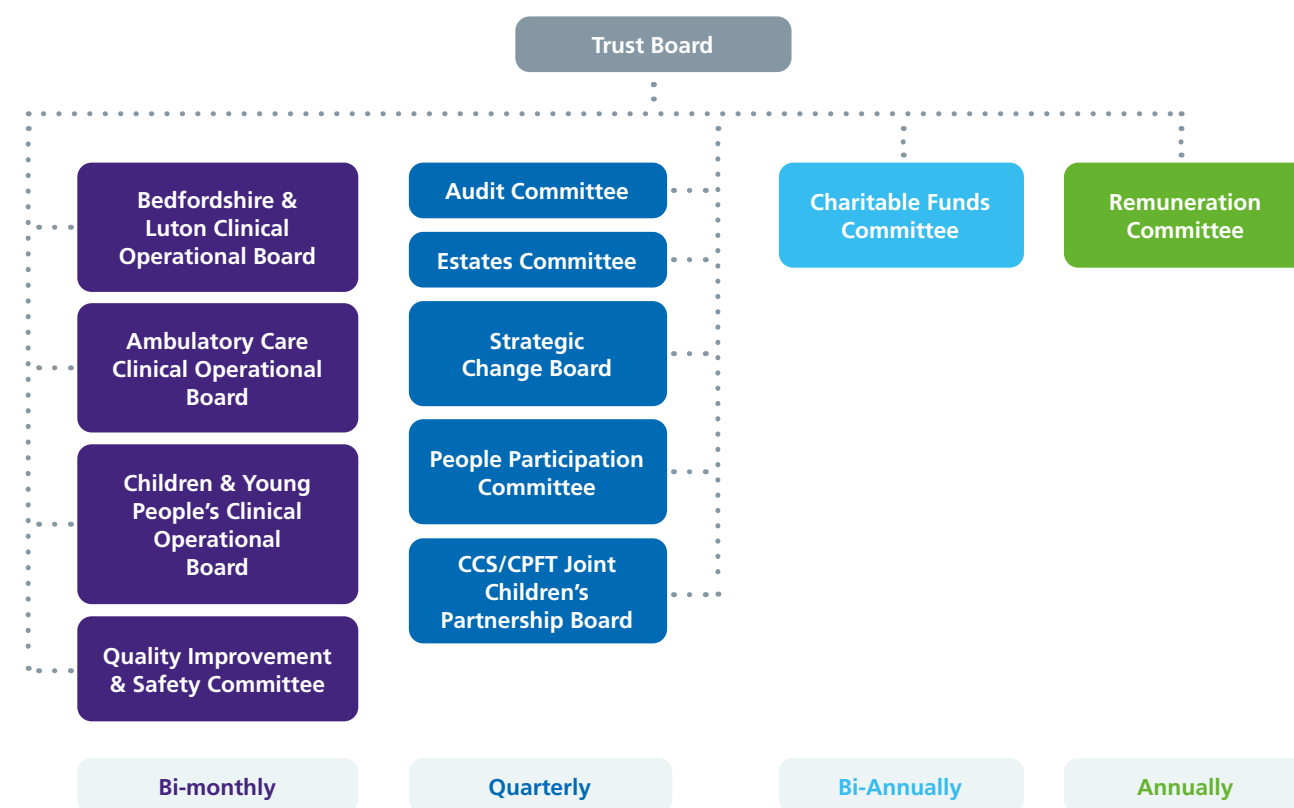 Trust Board
Bedfordshire &
Luton Clinical
Operational Board
Ambulatory Care
Clinical Operational
Board
Children & Young
People’s Clinical
Operational
Board
Quality Improvement
& Safety Committee
Bi-monthly
Audit Committee
Estates Committee
Strategic
Change Board
People Participation
Committee
CCS/CPFT Joint
Children’s
Partnership Board
Quarterly
Charitable Funds
Committee
Bi-Annually
Remuneration
Committee
Annually